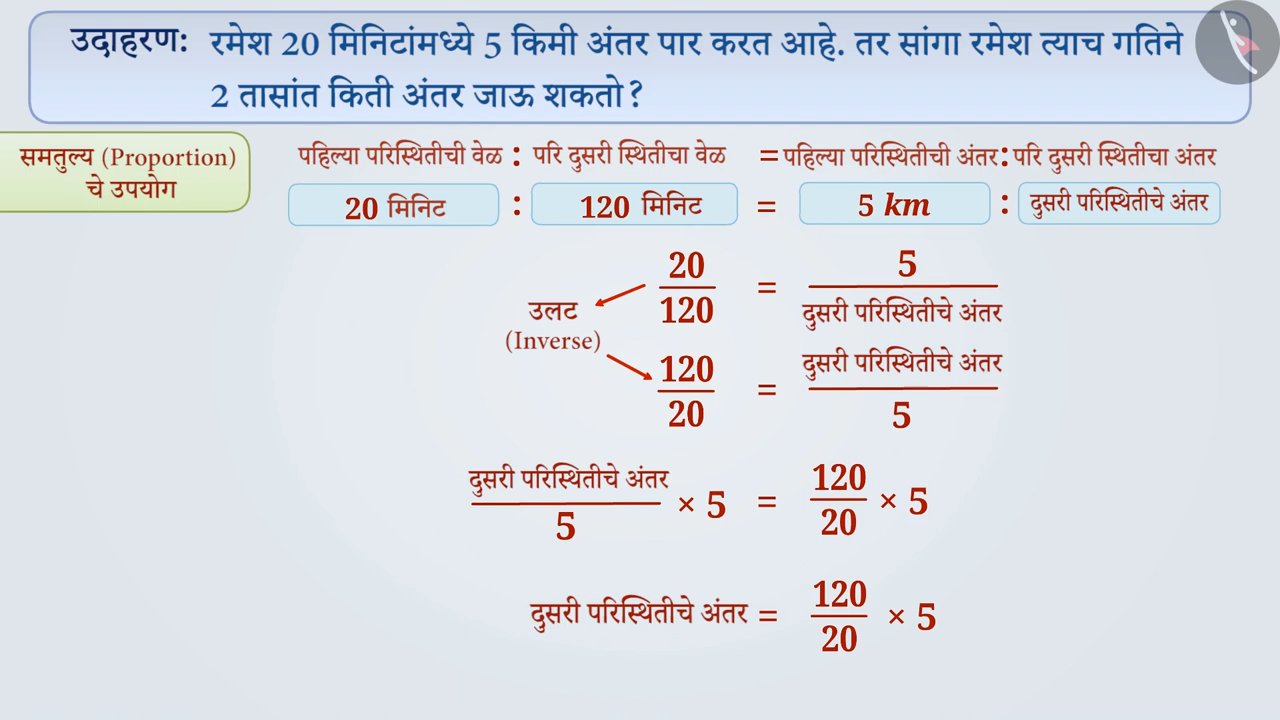 उदाहरण: रमेश 20 मिनिटांमध्ये 5 किमी अंतर पार करत आहे. तर सांगा रमेश त्याच गतिने
2 तासांत किती अंतर जाऊ शकतो?
समतुल्य (Proportion)
चे उपयोग
पहिल्या परिस्थितीची वेळ : परि दुसरी स्थितीचा वेळ = पहिल्या परिस्थितीची अंतर : परि दुसरी स्थितीचा अंतर
20 मिनिट : 120 मिनिट = 5 km : दुसरी परिस्थितीचे अंतर
20/120 = 5/दुसरी परिस्थितीचे अंतर
उलट
(Inverse)
120/20 = दुसरी परिस्थितीचे अंतर/5
दुसरी परिस्थितीचे अंतर/5 × 5 = 120/20 × 5
दुसरी परिस्थितीचे अंतर = 120/20 × 5